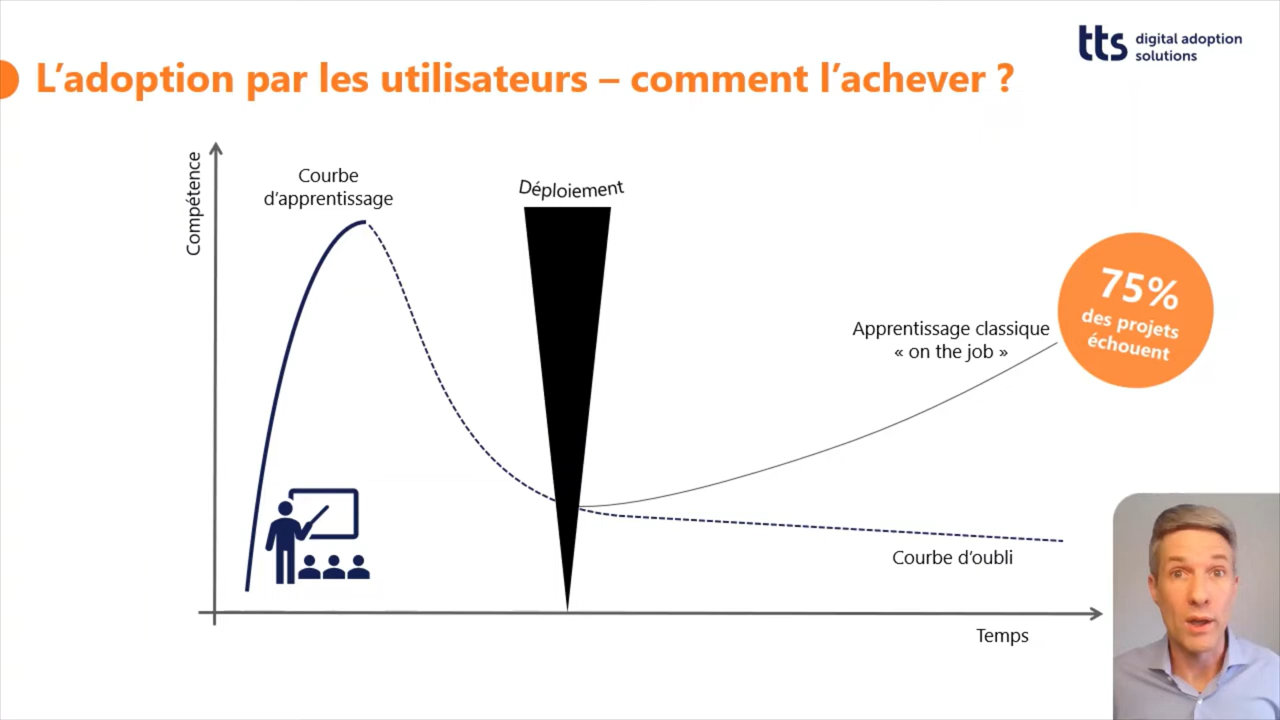 tts digital adoption
solutions
L'adoption par les utilisateurs – comment l'achever ?
Compétence
Courbe
d'apprentissage
Déploiement
75%
des projets
échouent
Apprentissage classique
« on the job »
Courbe d'oubli
Temps